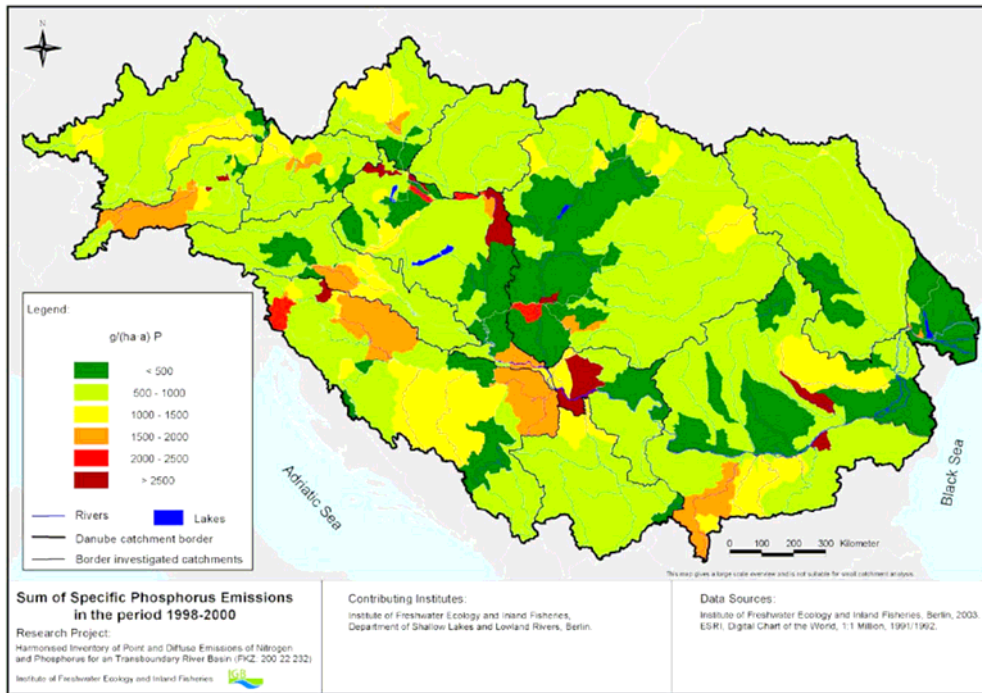 N
Legend:
g/(ha·a) P
< 500
500 - 1000
1000 - 1500
1500 - 2000
2000 - 2500
> 2500
Rivers
Lakes
Danube catchment border
Border investigated catchments
Adriatic Sea
Black Sea
0 100 200 300 Kilometer
This map gives a large scale overview and is not suitable for small catchment analysis.
Sum of Specific Phosphorus Emissions
in the period 1998-2000
Research Project:
Harmonised Inventory of Point and Diffuse Emissions of Nitrogen
and Phosphorus for an Transboundary River Basin (FKZ: 200 22 232)
Institute of Freshwater Ecology and Inland Fisheries
IGB
Contributing Institutes:
Institute of Freshwater Ecology and Inland Fisheries,
Department of Shallow Lakes and Lowland Rivers, Berlin.
Data Sources:
Institute of Freshwater Ecology and Inland Fisheries, Berlin, 2003.
ESRI, Digital Chart of the World, 1:1 Million, 1991/1992.